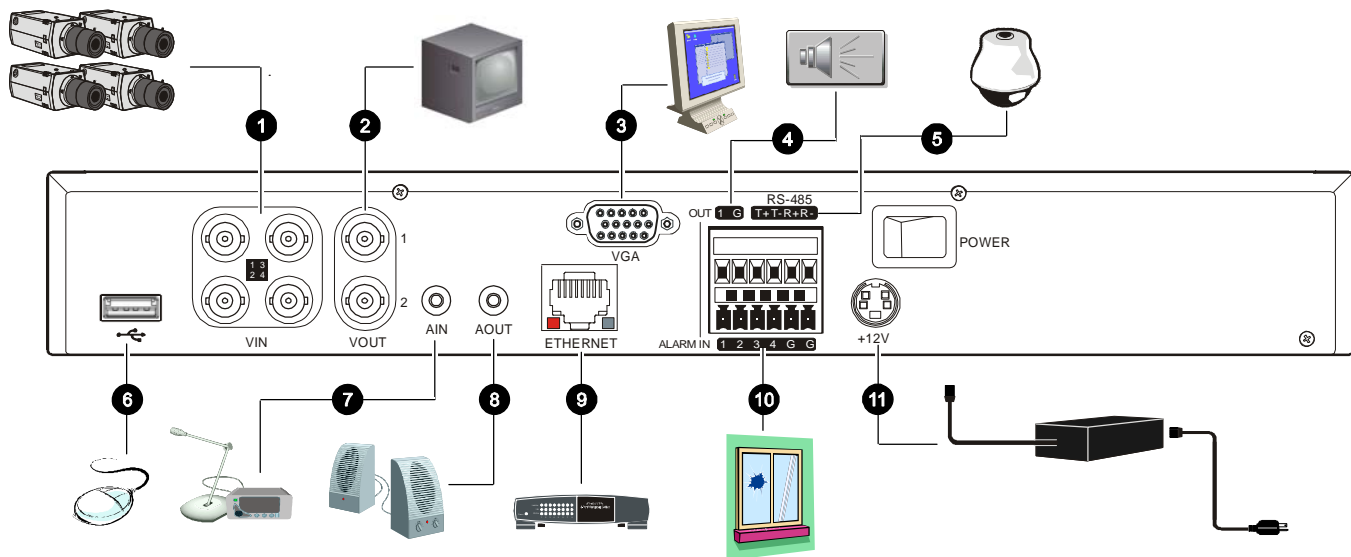 1
2
3
4
5
RS-485
OUT 1 G T+T-R+R-
1
POWER
VGA
1 3
2 4
2
AIN
AOUT
VIN
VOUT
ETHERNET
ALARM IN 1 2 3 4 G G
+12V
6
7
8
9
10
11